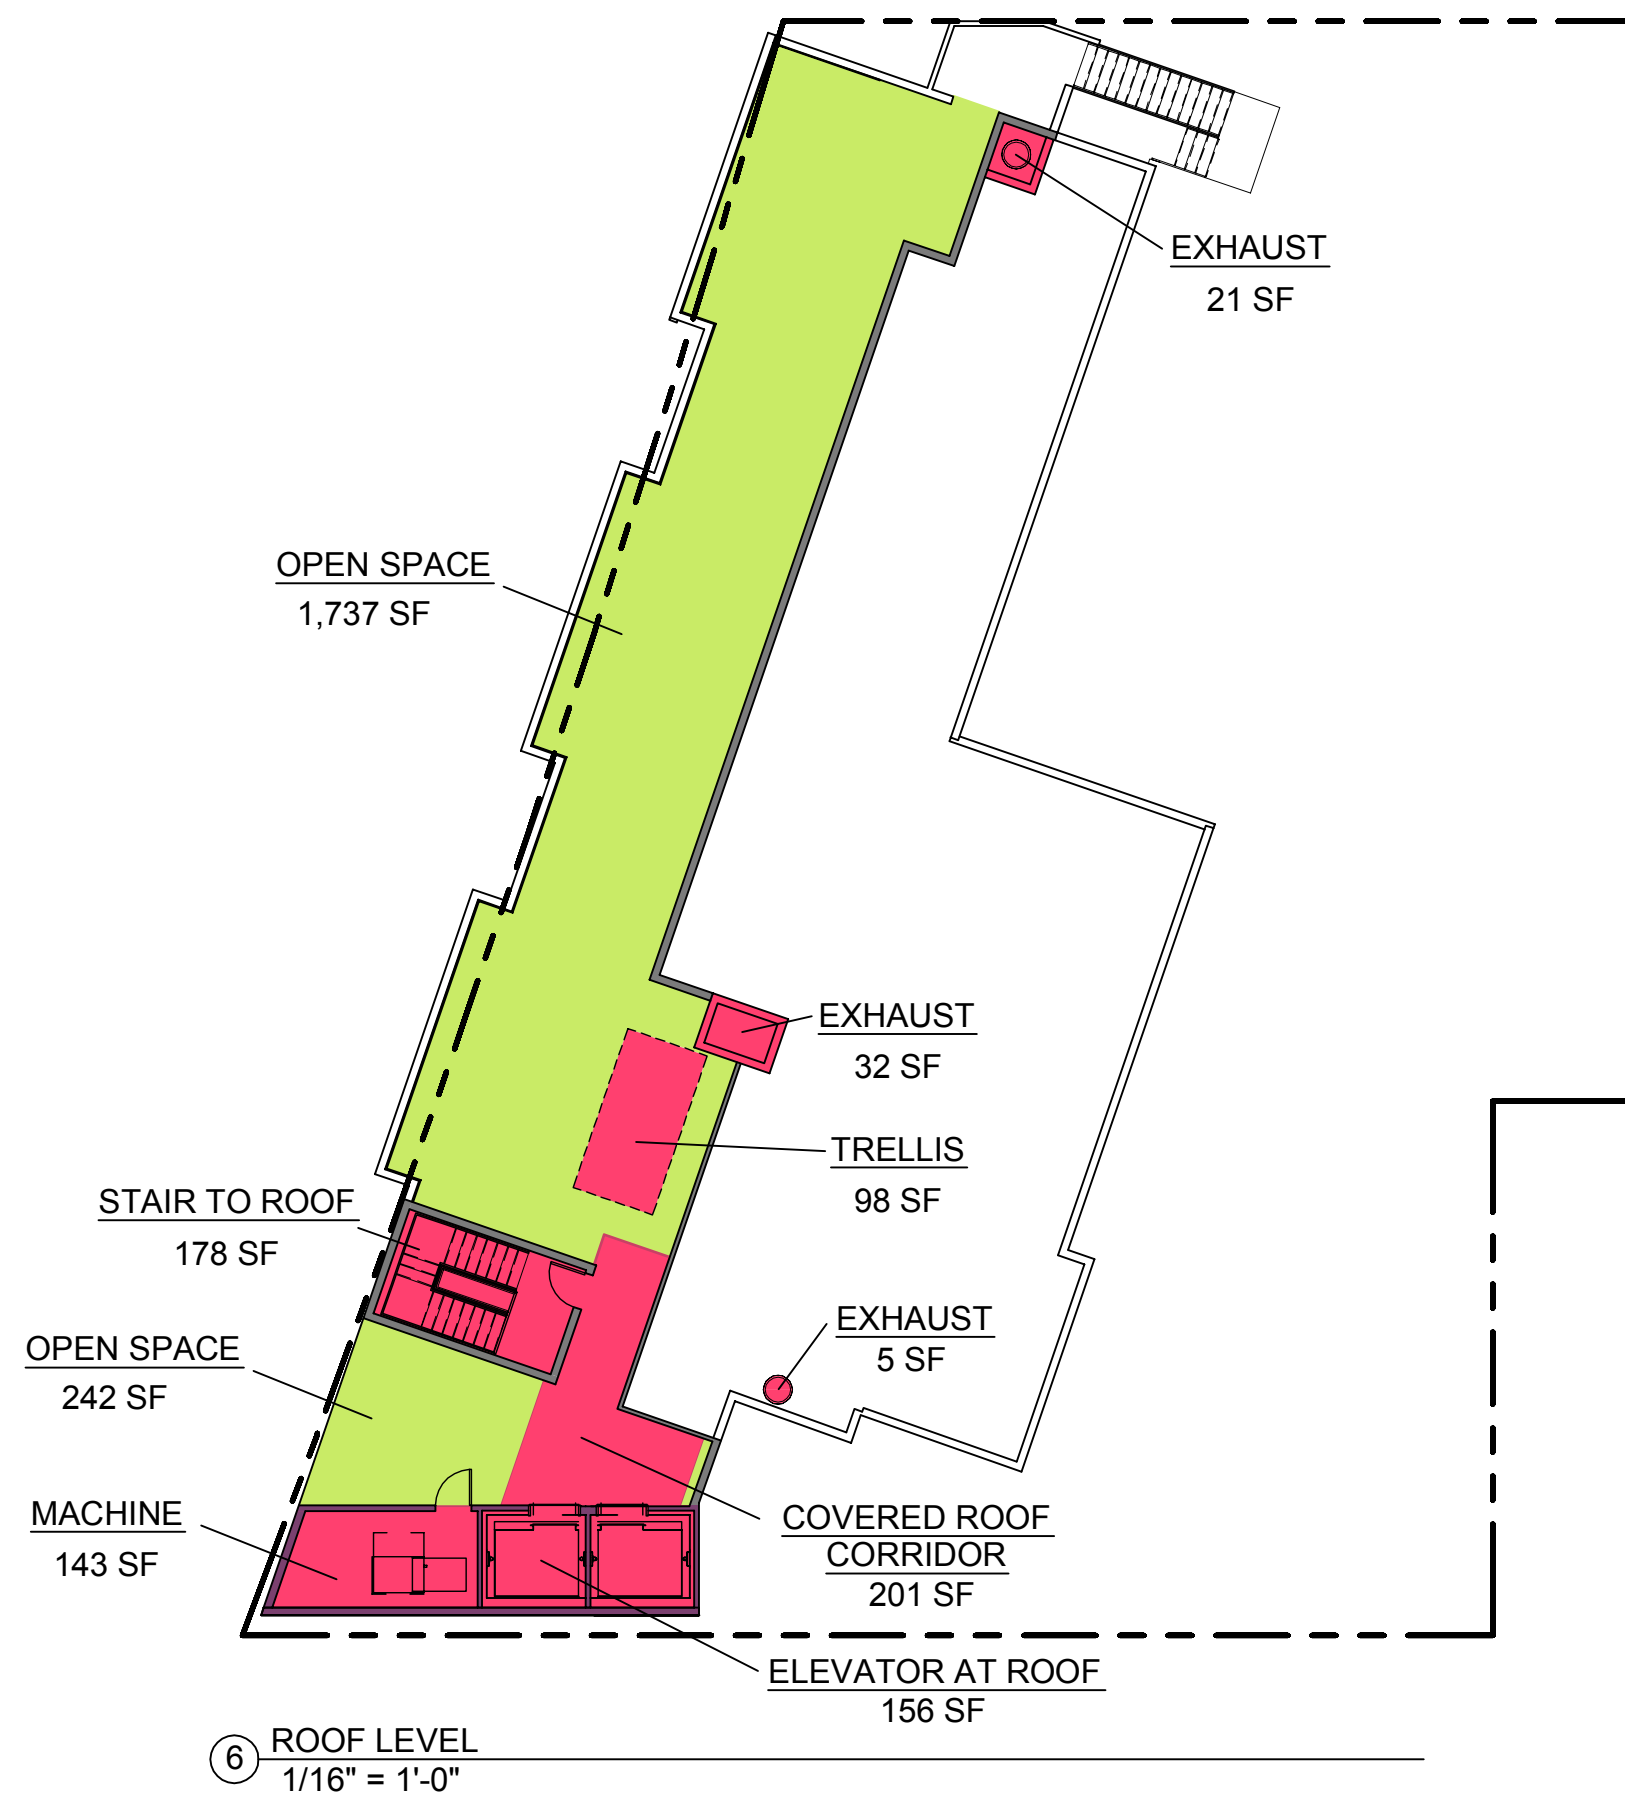 EXHAUST
21 SF
OPEN SPACE
1,737 SF
EXHAUST
32 SF
TRELLIS
98 SF
STAIR TO ROOF
178 SF
EXHAUST
5 SF
OPEN SPACE
242 SF
MACHINE
143 SF
COVERED ROOF
CORRIDOR
201 SF
ELEVATOR AT ROOF
156 SF
6
ROOF LEVEL
1/16" = 1'-0"